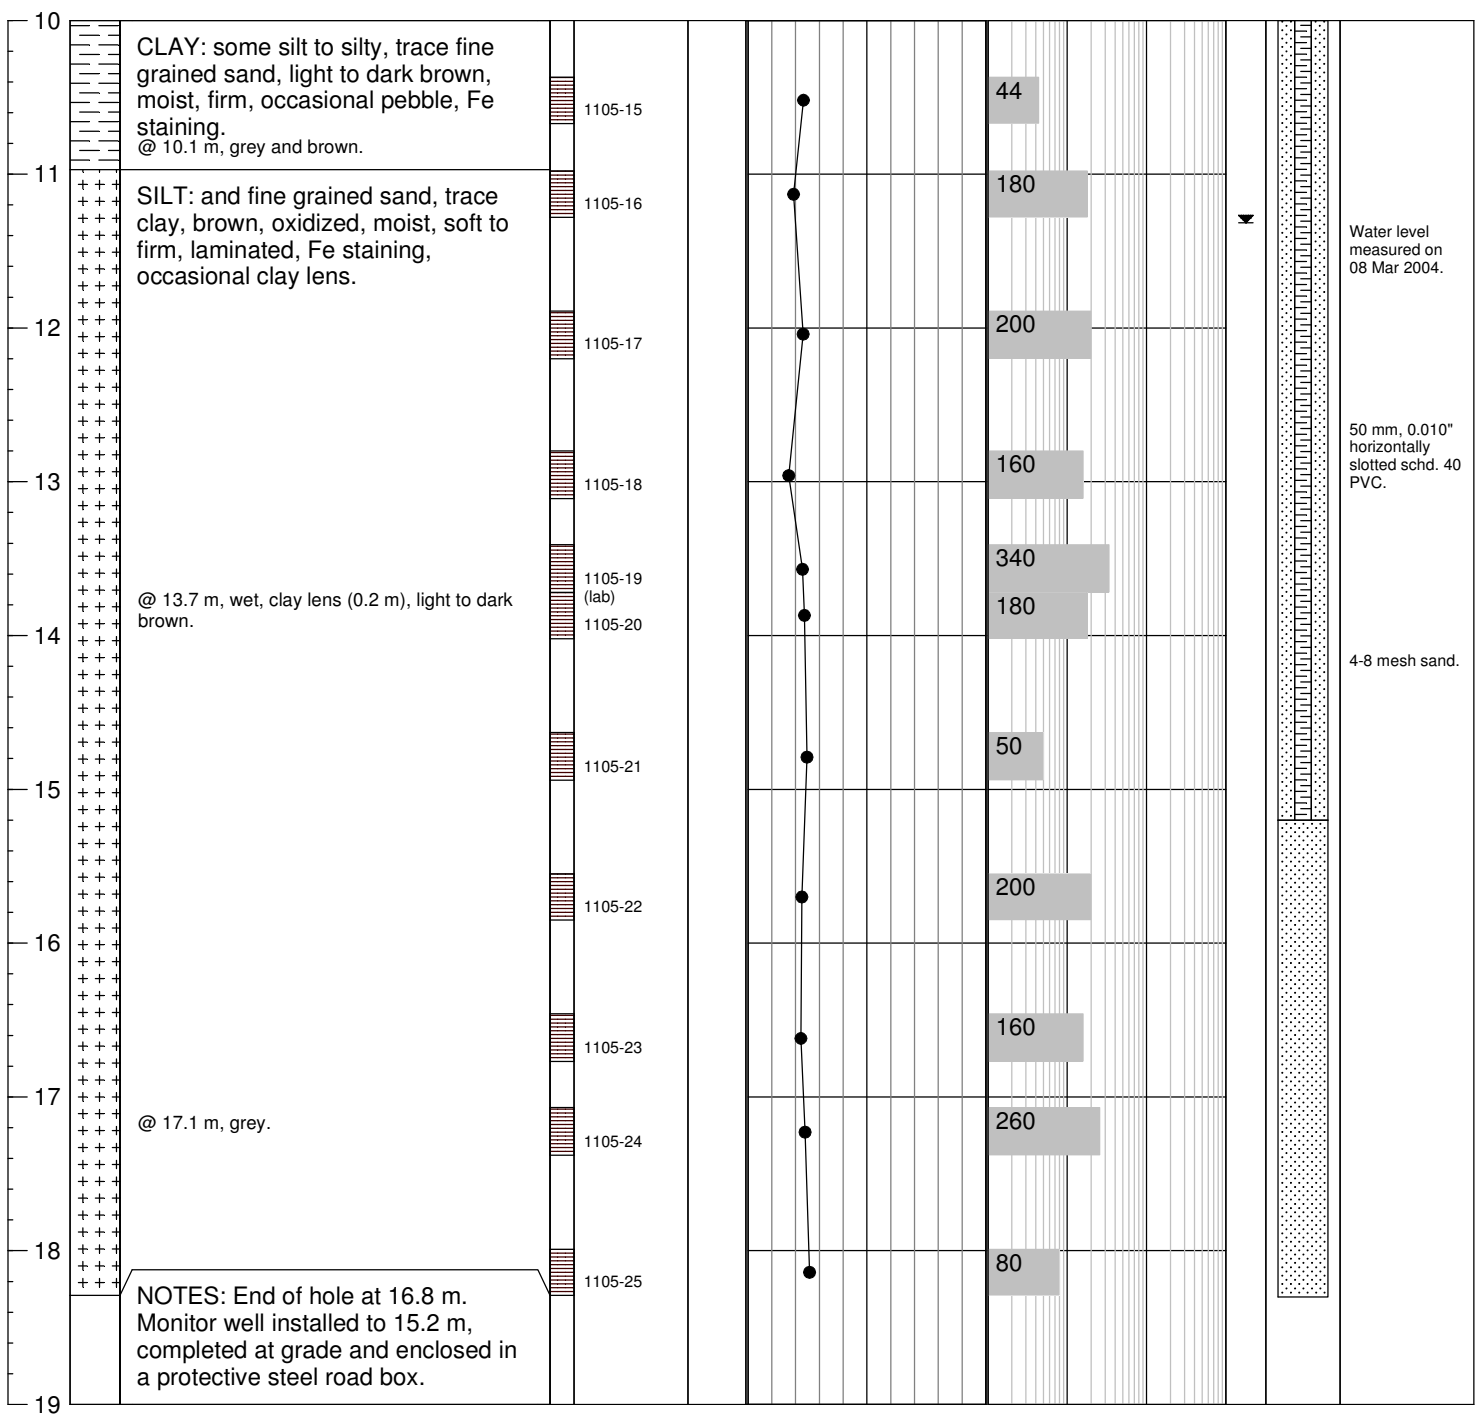 10
CLAY: some silt to silty, trace fine
grained sand, light to dark brown,
moist, firm, occasional pebble, Fe
staining.
@ 10.1 m, grey and brown.
1105-15
44
11
SILT: and fine grained sand, trace
clay, brown, oxidized, moist, soft to
firm, laminated, Fe staining,
occasional clay lens.
1105-16
180
Water level
measured on
08 Mar 2004.
12
1105-17
200
50 mm, 0.010"
horizontally
slotted schd. 40
PVC.
13
1105-18
160
@ 13.7 m, wet, clay lens (0.2 m), light to dark
brown.
1105-19
(lab)
1105-20
340
180
14
4-8 mesh sand.
1105-21
50
15
1105-22
200
16
1105-23
160
17
@ 17.1 m, grey.
1105-24
260
18
1105-25
80
NOTES: End of hole at 16.8 m.
Monitor well installed to 15.2 m,
completed at grade and enclosed in
a protective steel road box.
19